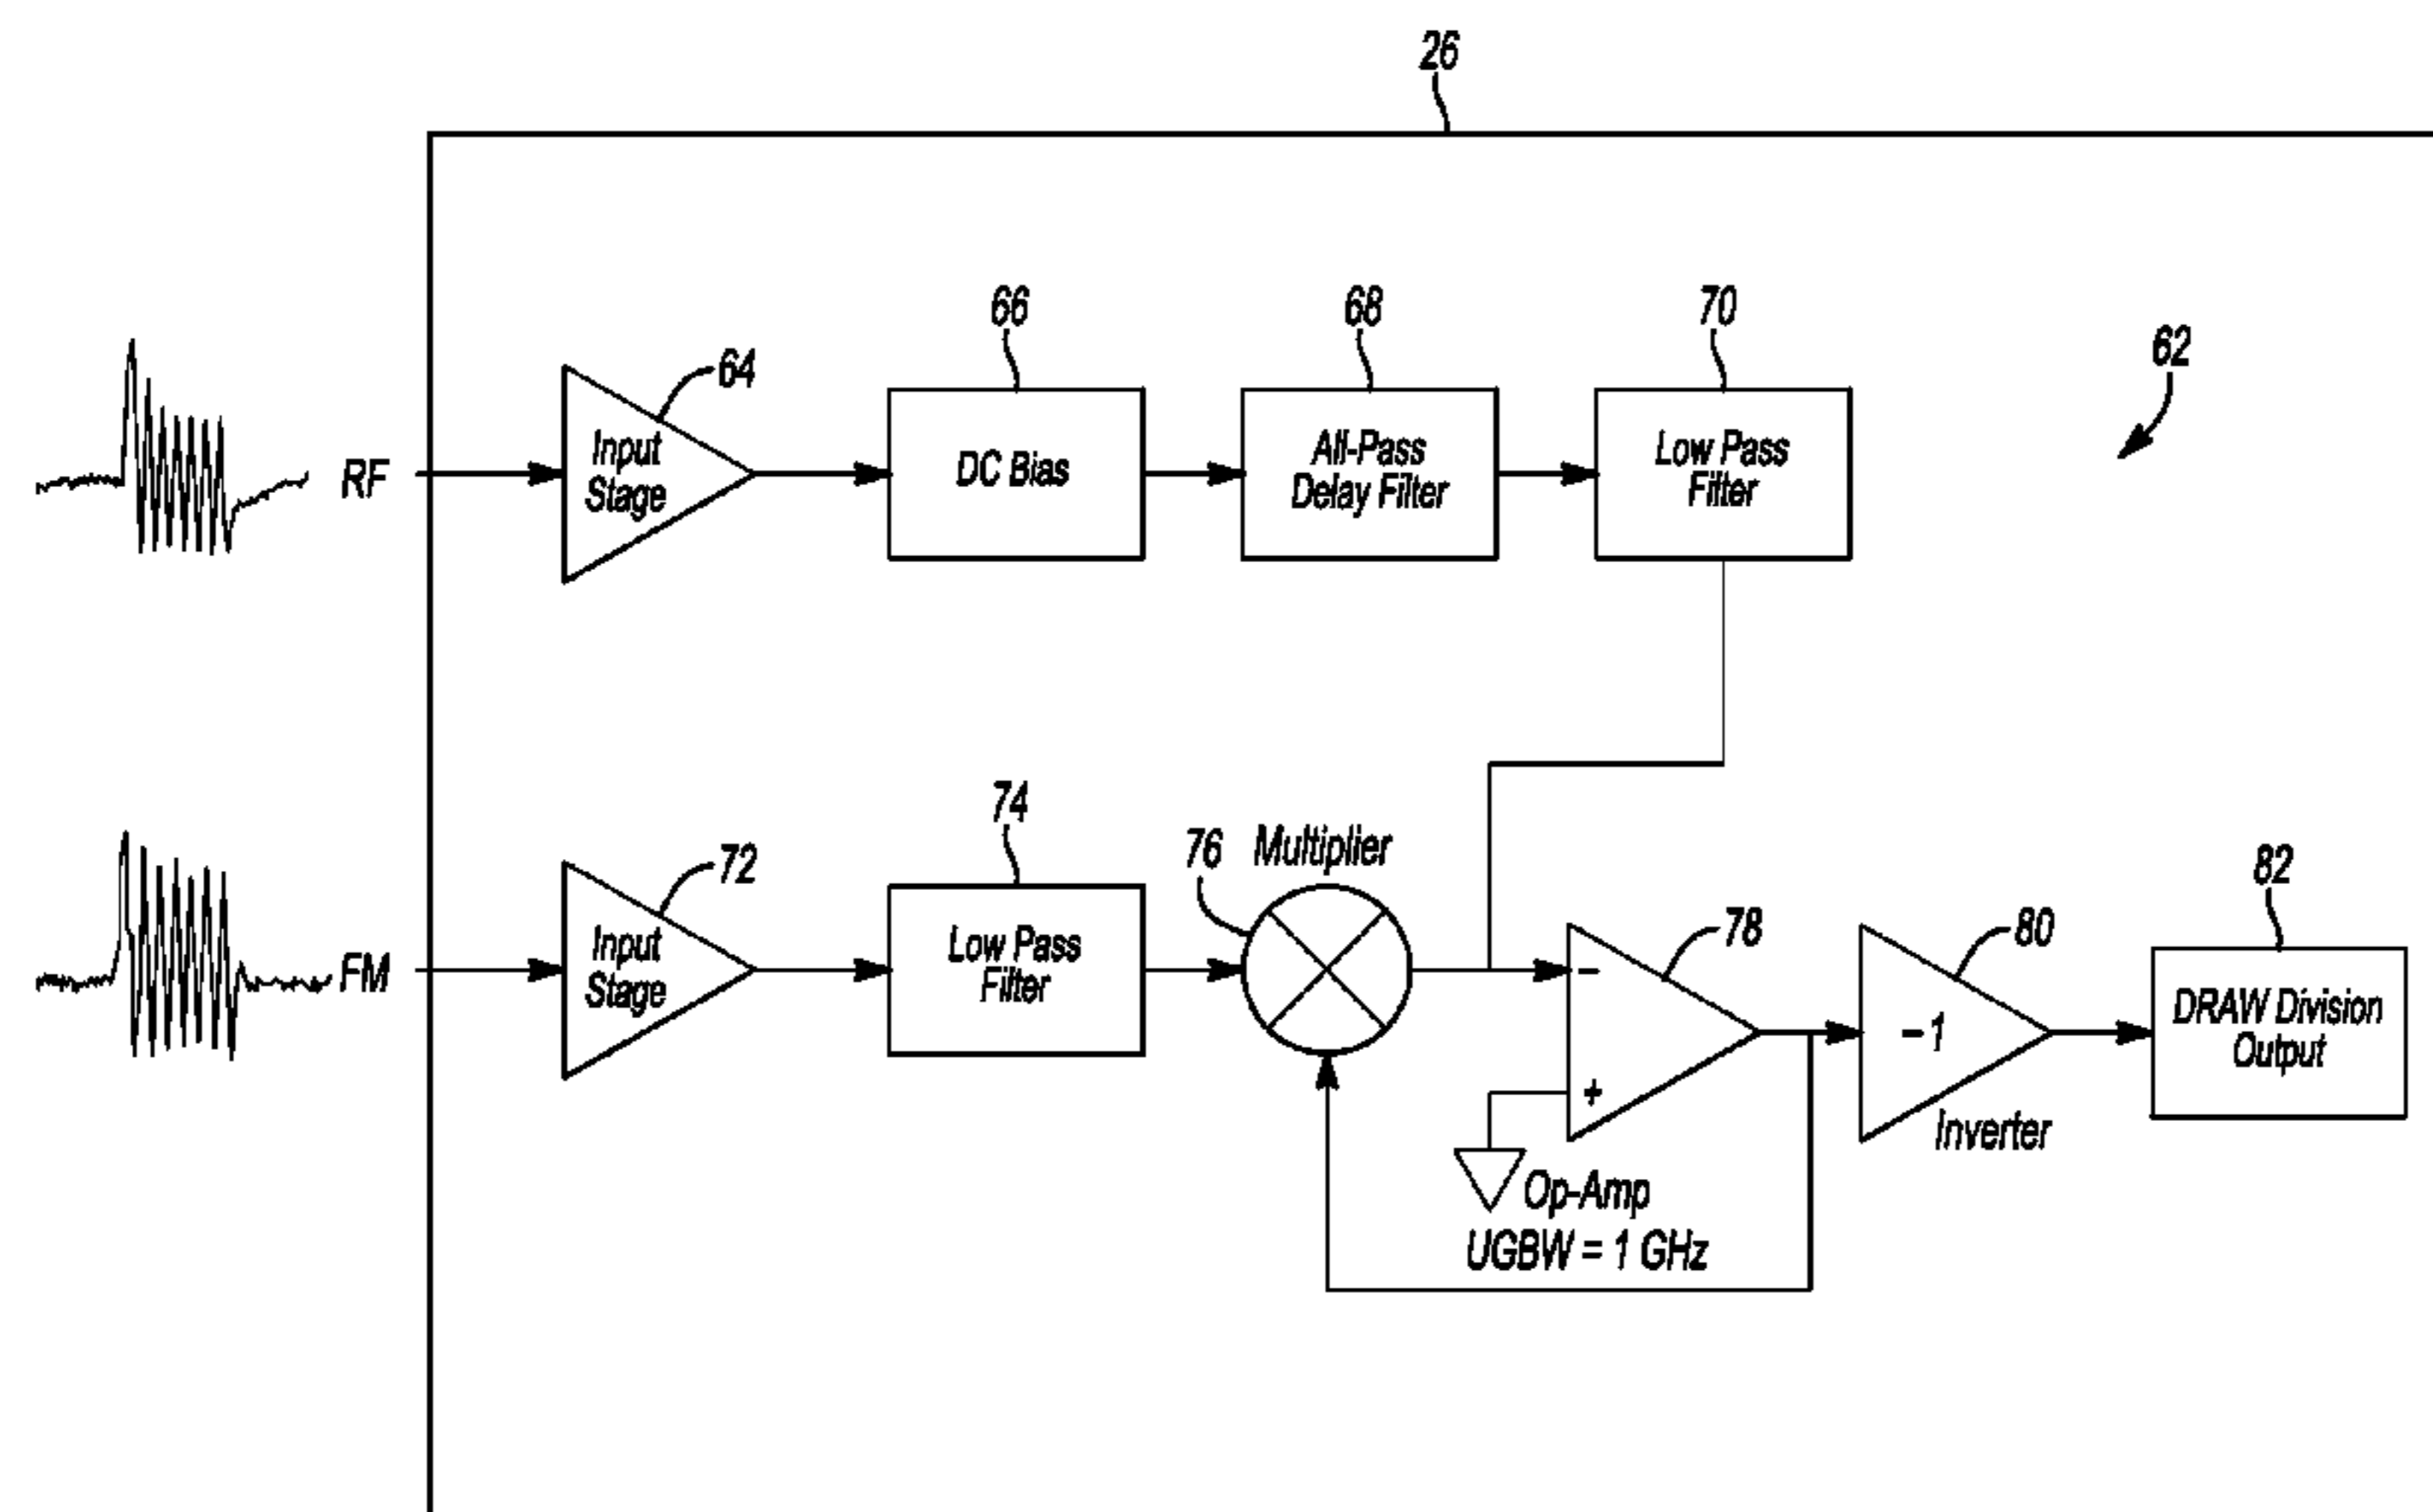 26
66
68
70
62
64
RF
Input
Stage
DC Bias
All-Pass
Delay Filter
Low Pass
Filter
74
76
Multiplier
72
78
80
82
FM
Input
Stage
Low Pass
Filter
−
+
−1
DRAW Division
Output
Inverter
Op-Amp
UGBW = 1 GHz